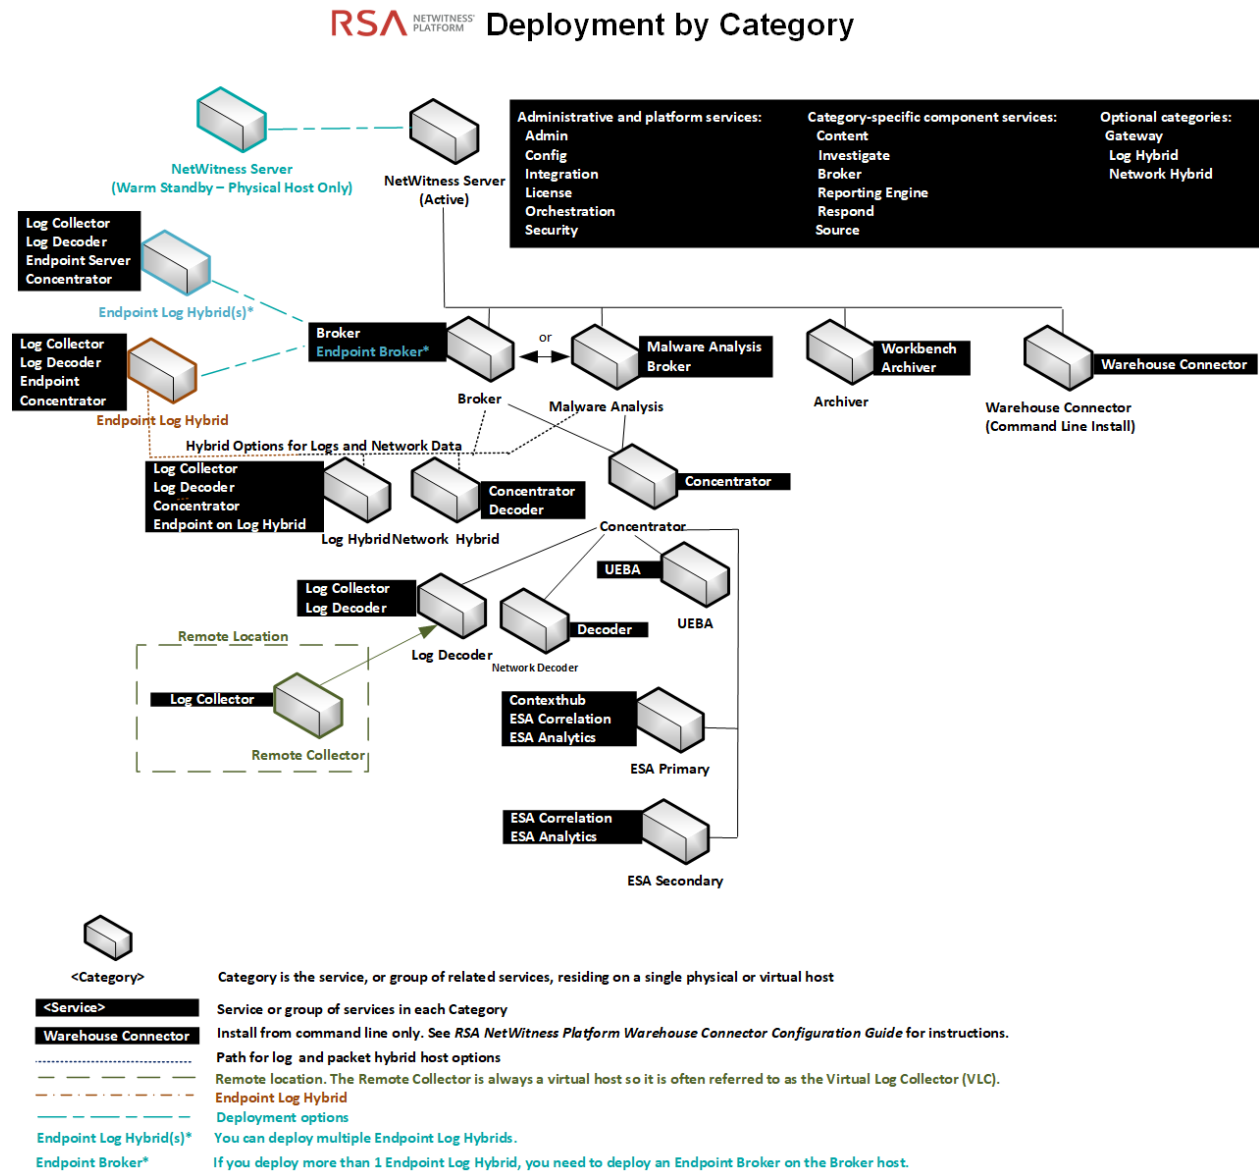 RSA NETWITNESS® PLATFORM Deployment by Category
NetWitness Server
(Warm Standby – Physical Host Only)
NetWitness Server
(Active)
Administrative and platform services:
Admin
Config
Integration
License
Orchestration
Security
Category-specific component services:
Content
Investigate
Broker
Reporting Engine
Respond
Source
Optional categories:
Gateway
Log Hybrid
Network Hybrid
Log Collector
Log Decoder
Endpoint Server
Concentrator
Endpoint Log Hybrid(s)*
Log Collector
Log Decoder
Endpoint
Concentrator
Endpoint Log Hybrid
Broker
Endpoint Broker*
Broker
or
Malware Analysis
Broker
Malware Analysis
Workbench
Archiver
Archiver
Warehouse Connector
Warehouse Connector
(Command Line Install)
Hybrid Options for Logs and Network Data
Log Collector
Log Decoder
Concentrator
Endpoint on Log Hybrid
Log Hybrid
Concentrator
Decoder
Network Hybrid
Concentrator
Concentrator
Log Collector
Log Decoder
Log Decoder
Decoder
Network Decoder
UEBA
UEBA
Remote Location
Log Collector
Remote Collector
Contexthub
ESA Correlation
ESA Analytics
ESA Primary
ESA Correlation
ESA Analytics
ESA Secondary
<Category> Category is the service, or group of related services, residing on a single physical or virtual host
<Service> Service or group of services in each Category
Warehouse Connector Install from command line only. See RSA NetWitness Platform Warehouse Connector Configuration Guide for instructions.
Path for log and packet hybrid host options
Remote location. The Remote Collector is always a virtual host so it is often referred to as the Virtual Log Collector (VLC).
Endpoint Log Hybrid
Deployment options
Endpoint Log Hybrid(s)* You can deploy multiple Endpoint Log Hybrids.
Endpoint Broker* If you deploy more than 1 Endpoint Log Hybrid, you need to deploy an Endpoint Broker on the Broker host.